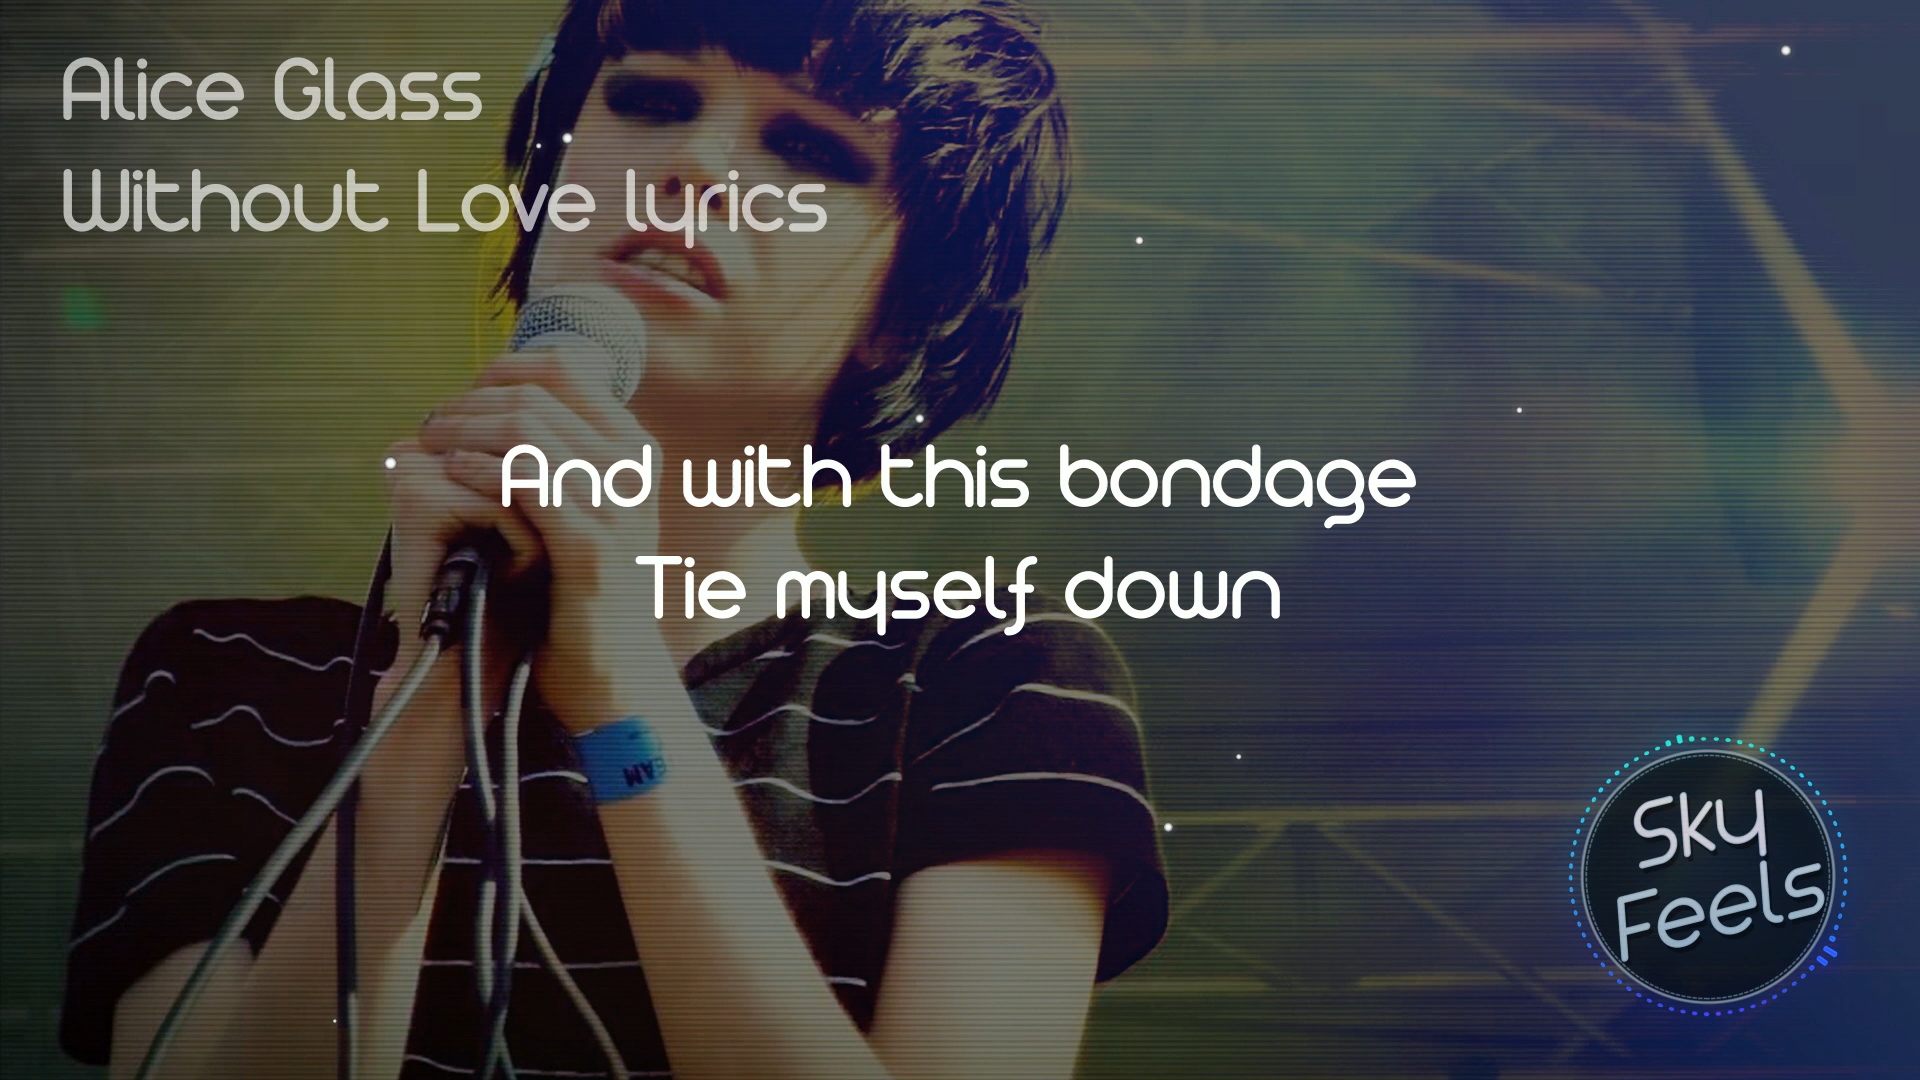 Alice Glass
Without Love lyrics
And with this bondage
Tie myself down
Sky
Feels